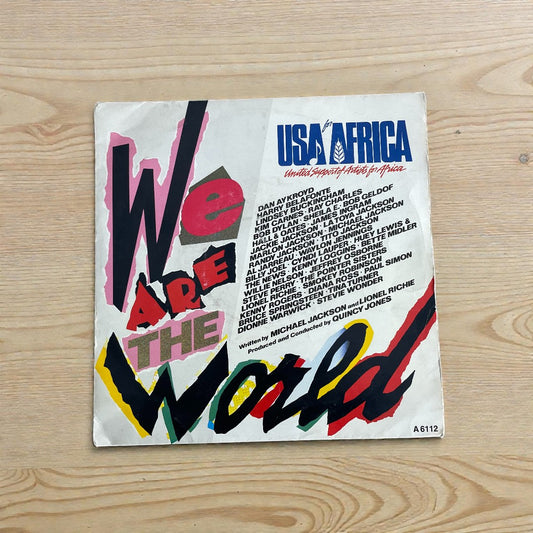 We
ARE
THE
World
USA for AFRICA
United Support of Artists for Africa
DAN AYKROYD
HARRY BELAFONTE
LINDSEY BUCKINGHAM
KIM CARNES · RAY CHARLES
BOB DYLAN · SHEILA E. · BOB GELDOF
HALL & OATES · JAMES INGRAM
JACKIE JACKSON · LA TOYA JACKSON
MARLON JACKSON · MICHAEL JACKSON
RANDY JACKSON · TITO JACKSON
AL JARREAU · WAYLON JENNINGS
BILLY JOEL · CYNDI LAUPER · HUEY LEWIS &
THE NEWS · KENNY LOGGINS · BETTE MIDLER
WILLIE NELSON · JEFFREY OSBORNE
STEVE PERRY · THE POINTER SISTERS
LIONEL RICHIE · SMOKEY ROBINSON
KENNY ROGERS · DIANA ROSS · PAUL SIMON
BRUCE SPRINGSTEEN · TINA TURNER
DIONNE WARWICK · STEVIE WONDER
Written by MICHAEL JACKSON and LIONEL RICHIE
Produced and Conducted by QUINCY JONES
A 6112